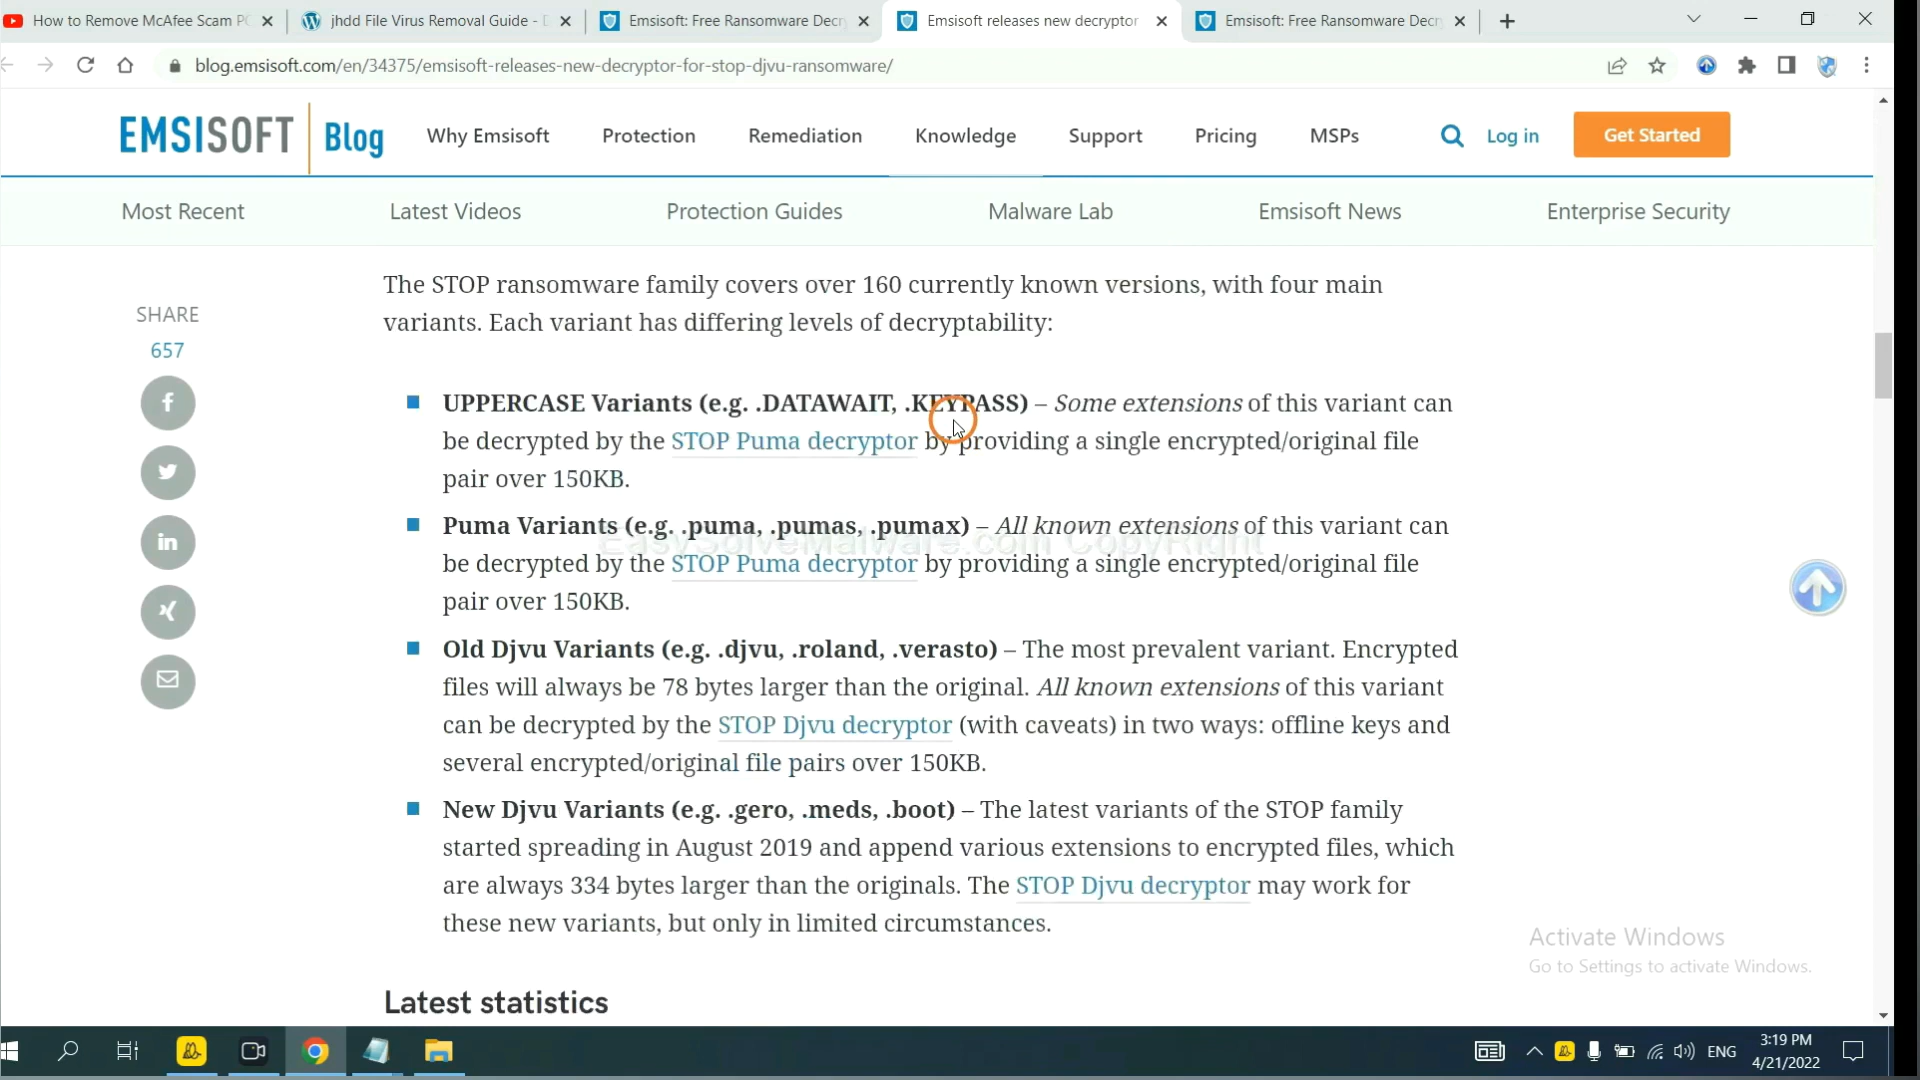 How to Remove McAfee Scam P
jhdd File Virus Removal Guide -
Emsisoft: Free Ransomware Decr
Emsisoft releases new decryptor
Emsisoft: Free Ransomware Decr
blog.emsisoft.com/en/34375/emsisoft-releases-new-decryptor-for-stop-djvu-ransomware/
EMSISOFT Blog
Why Emsisoft
Protection
Remediation
Knowledge
Support
Pricing
MSPs
Log in
Get Started
Most Recent
Latest Videos
Protection Guides
Malware Lab
Emsisoft News
Enterprise Security
SHARE
657
The STOP ransomware family covers over 160 currently known versions, with four main
variants. Each variant has differing levels of decryptability:
UPPERCASE Variants (e.g. .DATAWAIT, .KEYPASS) – Some extensions of this variant can
be decrypted by the STOP Puma decryptor by providing a single encrypted/original file
pair over 150KB.
Puma Variants (e.g. .puma, .pumas, .pumax) – All known extensions of this variant can
EasySolveMalware.com CopyRight
be decrypted by the STOP Puma decryptor by providing a single encrypted/original file
pair over 150KB.
Old Djvu Variants (e.g. .djvu, .roland, .verasto) – The most prevalent variant. Encrypted
files will always be 78 bytes larger than the original. All known extensions of this variant
can be decrypted by the STOP Djvu decryptor (with caveats) in two ways: offline keys and
several encrypted/original file pairs over 150KB.
New Djvu Variants (e.g. .gero, .meds, .boot) – The latest variants of the STOP family
started spreading in August 2019 and append various extensions to encrypted files, which
are always 334 bytes larger than the originals. The STOP Djvu decryptor may work for
these new variants, but only in limited circumstances.
Latest statistics
Activate Windows
Go to Settings to activate Windows.
ENG
3:19 PM
4/21/2022